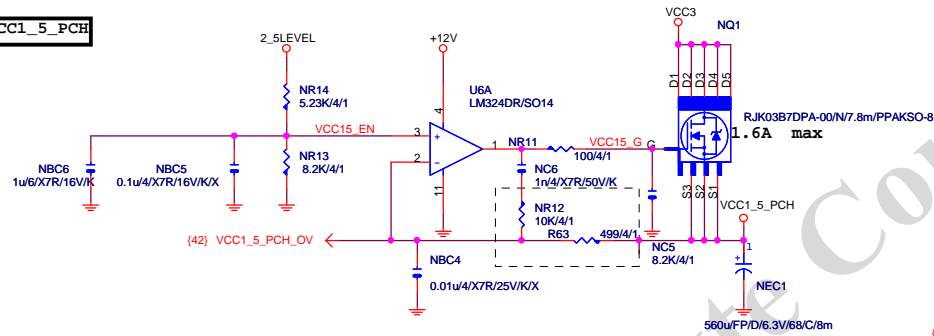 CC1_5_PCH
2_5LEVEL
+12V
VCC3
NQ1
NR14
5.23K/4/1
U6A
LM324DR/SO14
4
D1
D2
D3
D4
D5
VCC15_EN
3
+
1
NR11
VCC15_G
G
RJK03B7DPA-00/N/7.8m/PPAKSO-8
1.6A max
NBC6
1u/6/X7R/16V/K
NBC5
0.1u/4/X7R/16V/K/X
NR13
8.2K/4/1
2
-
11
100/4/1
NC6
1n/4/X7R/50V/K
S3
S2
S1
NR12
10K/4/1
VCC1_5_PCH
{42} VCC1_5_PCH_OV
R63
499/4/1
NC5
8.2K/4/1
1
+
NBC4
0.01u/4/X7R/25V/K/X
NEC1
560u/FP/D/6.3V/68/C/8m
te Co